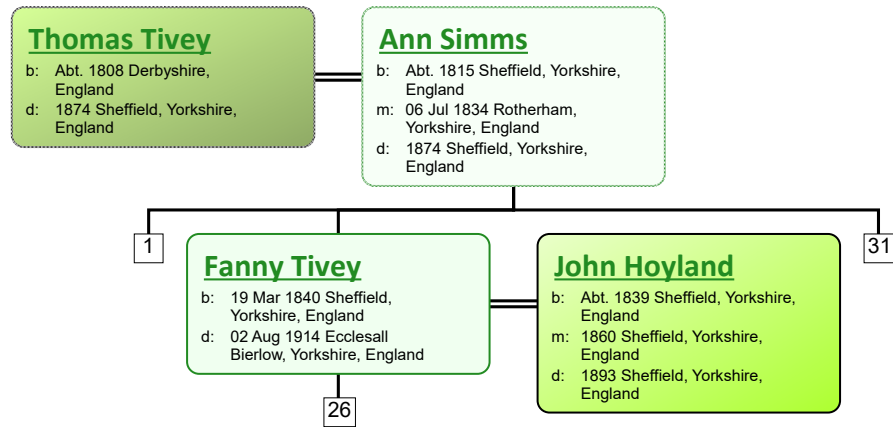 Thomas Tivey
b: Abt. 1808 Derbyshire,
England
d: 1874 Sheffield, Yorkshire,
England
Ann Simms
b: Abt. 1815 Sheffield, Yorkshire,
England
m: 06 Jul 1834 Rotherham,
Yorkshire, England
d: 1874 Sheffield, Yorkshire,
England
1
31
Fanny Tivey
b: 19 Mar 1840 Sheffield,
Yorkshire, England
d: 02 Aug 1914 Ecclesall
Bierlow, Yorkshire, England
John Hoyland
b: Abt. 1839 Sheffield, Yorkshire,
England
m: 1860 Sheffield, Yorkshire,
England
d: 1893 Sheffield, Yorkshire,
England
26